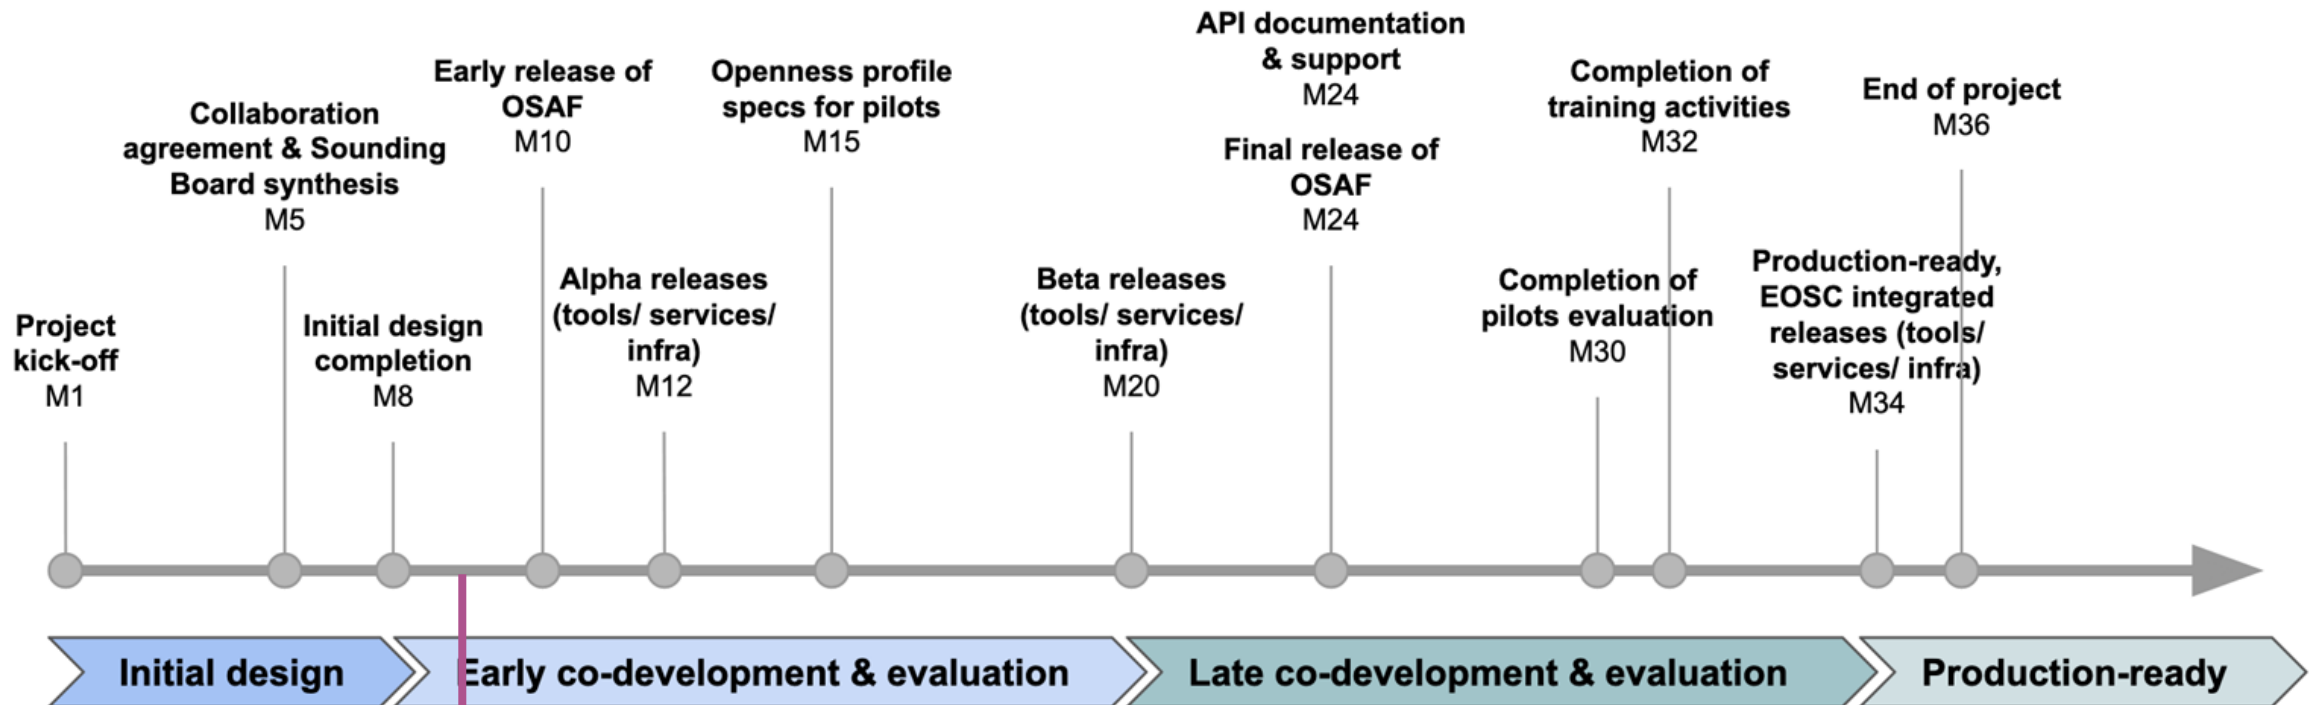 Project
kick-off
M1
Collaboration
agreement & Sounding
Board synthesis
M5
Initial design
completion
M8
Early release of
OSAF
M10
Alpha releases
(tools/ services/
infra)
M12
Openness profile
specs for pilots
M15
Beta releases
(tools/ services/
infra)
M20
API documentation
& support
M24
Final release of
OSAF
M24
Completion of
pilots evaluation
M30
Completion of
training activities
M32
Production-ready,
EOSC integrated
releases (tools/
services/ infra)
M34
End of project
M36
Initial design
Early co-development & evaluation
Late co-development & evaluation
Production-ready